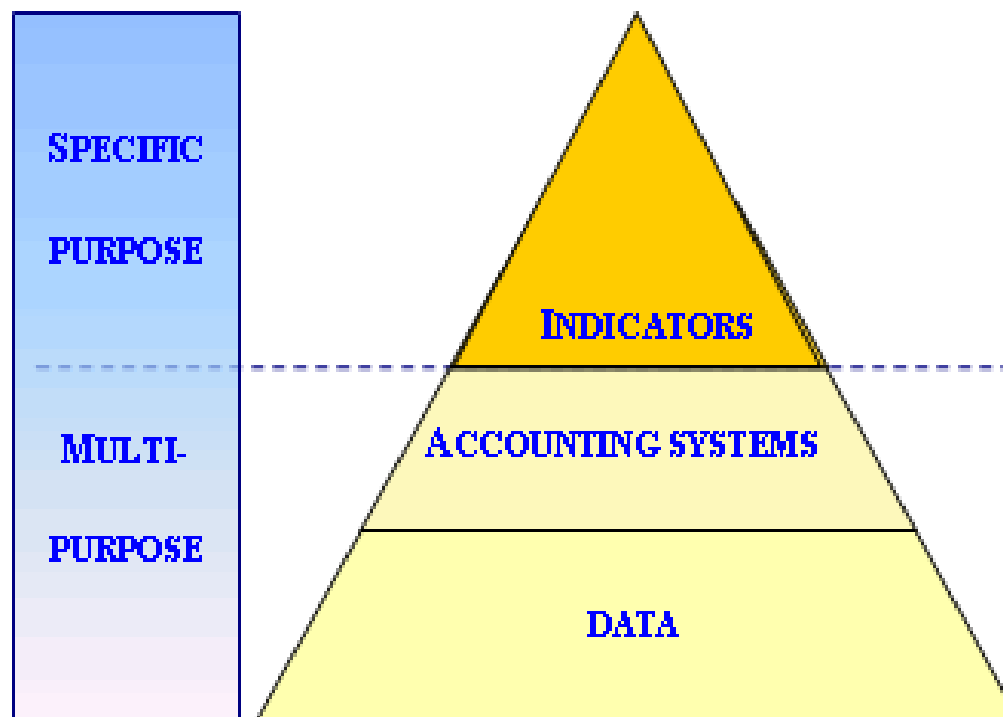 SPECIFIC
PURPOSE
MULTI-
PURPOSE
INDICATORS
ACCOUNTING SYSTEMS
DATA